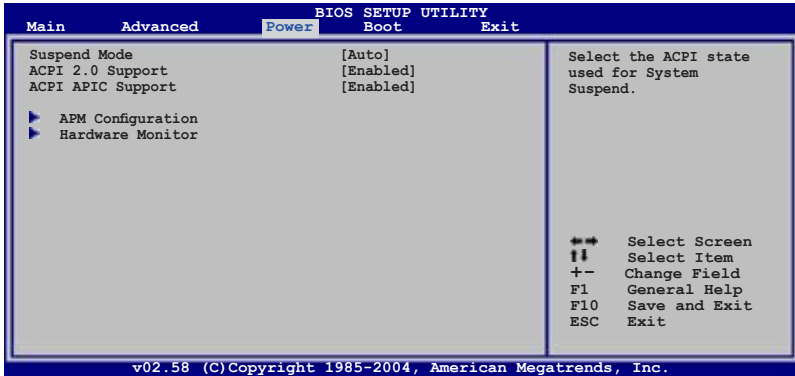 BIOS SETUP UTILITY
Main Advanced Power Boot Exit
Suspend Mode [Auto]
ACPI 2.0 Support [Enabled]
ACPI APIC Support [Enabled]
APM Configuration
Hardware Monitor
Select the ACPI state
used for System
Suspend.
Select Screen
Select Item
+- Change Field
F1 General Help
F10 Save and Exit
ESC Exit
v02.58 (C)Copyright 1985-2004, American Megatrends, Inc.